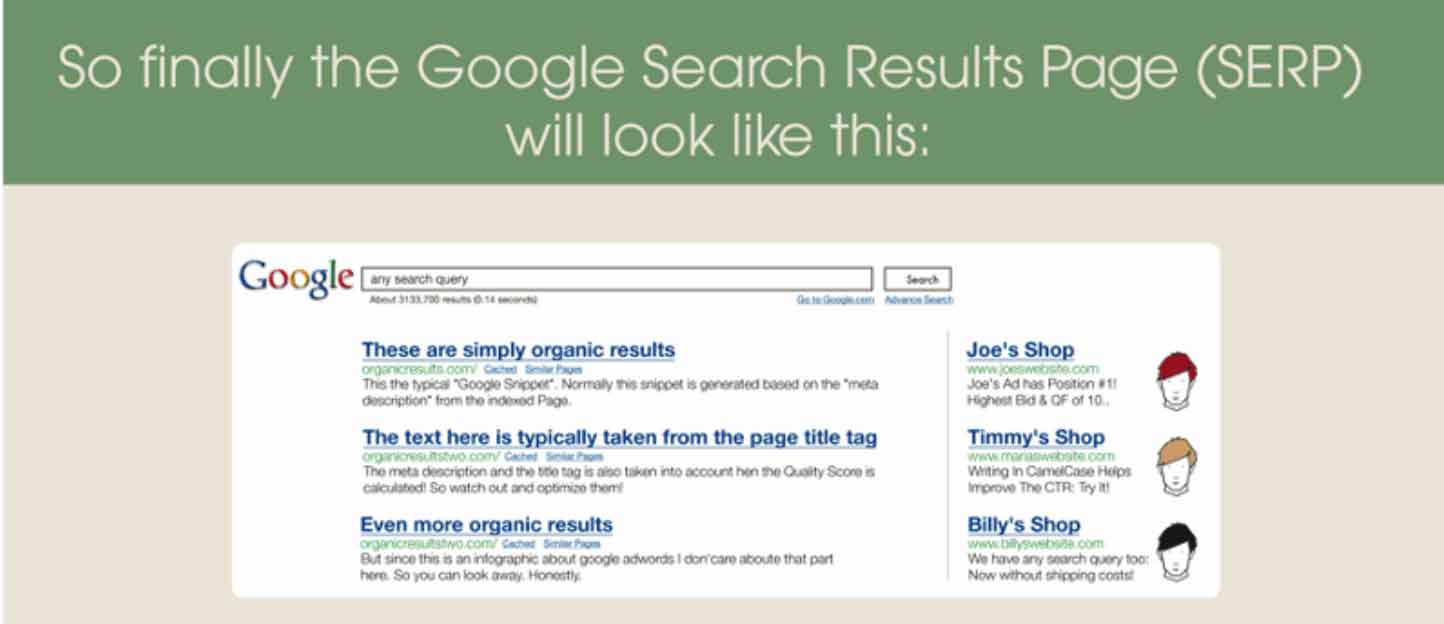 So finally the Google Search Results Page (SERP)
will look like this:
Google
any search query
Search
About 3133,700 results (0.14 seconds)
Go to Google.com
Advance Search
These are simply organic results
organicresults.com/ Cached Similar Pages
This the typical "Google Snippet". Normally this snippet is generated based on the "meta
description" from the indexed Page.
The text here is typically taken from the page title tag
organicresultstwo.com/ Cached Similar Pages
The meta description and the title tag is also taken into account hen the Quality Score is
calculated! So watch out and optimize them!
Even more organic results
organicresultstwo.com/ Cached Similar Pages
But since this is an infographic about google adwords I don'care aboute that part
here. So you can look away. Honestly.
Joe's Shop
www.joeswebsite.com
Joe's Ad has Position #1!
Highest Bid & QF of 10..
Timmy's Shop
www.mariaswebsite.com
Writing In CamelCase Helps
Improve The CTR: Try It!
Billy's Shop
www.billyswebsite.com
We have any search query too:
Now without shipping costs!